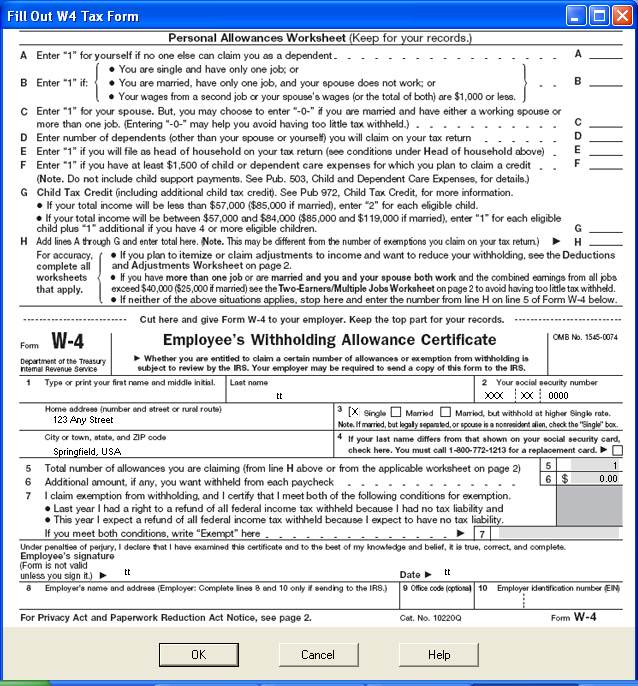 Fill Out W4 Tax Form
Personal Allowances Worksheet (Keep for your records.)
A Enter "1" for yourself if no one else can claim you as a dependent . A
• You are single and have only one job; or
B Enter "1" if: • You are married, have only one job, and your spouse does not work; or B
• Your wages from a second job or your spouse's wages (or the total of both) are $1,000 or less.
C Enter "1" for your spouse. But, you may choose to enter "-0-" if you are married and have either a working spouse or
more than one job. (Entering "-0-" may help you avoid having too little tax withheld.) C
D Enter number of dependents (other than your spouse or yourself) you will claim on your tax return D
E Enter "1" if you will file as head of household on your tax return (see conditions under Head of household above) E
F Enter "1" if you have at least $1,500 of child or dependent care expenses for which you plan to claim a credit F
(Note. Do not include child support payments. See Pub. 503, Child and Dependent Care Expenses, for details.)
G Child Tax Credit (including additional child tax credit). See Pub 972, Child Tax Credit, for more information.
• If your total income will be less than $57,000 ($85,000 if married), enter "2" for each eligible child.
• If your total income will be between $57,000 and $84,000 ($85,000 and $119,000 if married), enter "1" for each eligible
child plus "1" additional if you have 4 or more eligible children. G
H Add lines A through G and enter total here. (Note. This may be different from the number of exemptions you claim on your tax return.) ► H
For accuracy, complete all worksheets that apply.
• If you plan to itemize or claim adjustments to income and want to reduce your withholding, see the Deductions
and Adjustments Worksheet on page 2.
• If you have more than one job or are married and you and your spouse both work and the combined earnings from all jobs
exceed $40,000 ($25,000 if married) see the Two-Earners/Multiple Jobs Worksheet on page 2 to avoid having too little tax withheld.
• If neither of the above situations applies, stop here and enter the number from line H on line 5 of Form W-4 below.
Cut here and give Form W-4 to your employer. Keep the top part for your records.
Form W-4
Department of the Treasury
Internal Revenue Service
Employee's Withholding Allowance Certificate
► Whether you are entitled to claim a certain number of allowances or exemption from withholding is
subject to review by the IRS. Your employer may be required to send a copy of this form to the IRS.
OMB No. 1545-0074
1 Type or print your first name and middle initial. Last name 2 Your social security number
tt XXX XX 0000
Home address (number and street or rural route)
123 Any Street
3 X Single Married Married, but withhold at higher Single rate.
Note. If married, but legally separated, or spouse is a nonresident alien, check the "Single" box.
City or town, state, and ZIP code
Springfield, USA
4 If your last name differs from that shown on your social security card,
check here. You must call 1-800-772-1213 for a replacement card. ►
5 Total number of allowances you are claiming (from line H above or from the applicable worksheet on page 2) 5 1
6 Additional amount, if any, you want withheld from each paycheck 6 $ 0.00
7 I claim exemption from withholding, and I certify that I meet both of the following conditions for exemption.
• Last year I had a right to a refund of all federal income tax withheld because I had no tax liability and
• This year I expect a refund of all federal income tax withheld because I expect to have no tax liability.
If you meet both conditions, write "Exempt" here ► 7
Under penalties of perjury, I declare that I have examined this certificate and to the best of my knowledge and belief, it is true, correct, and complete.
Employee's signature
(Form is not valid
unless you sign it.) ► tt Date ► tt
8 Employer's name and address (Employer: Complete lines 8 and 10 only if sending to the IRS.) 9 Office code (optional) 10 Employer identification number (EIN)
For Privacy Act and Paperwork Reduction Act Notice, see page 2. Cat. No. 10220Q Form W-4
OK Cancel Help